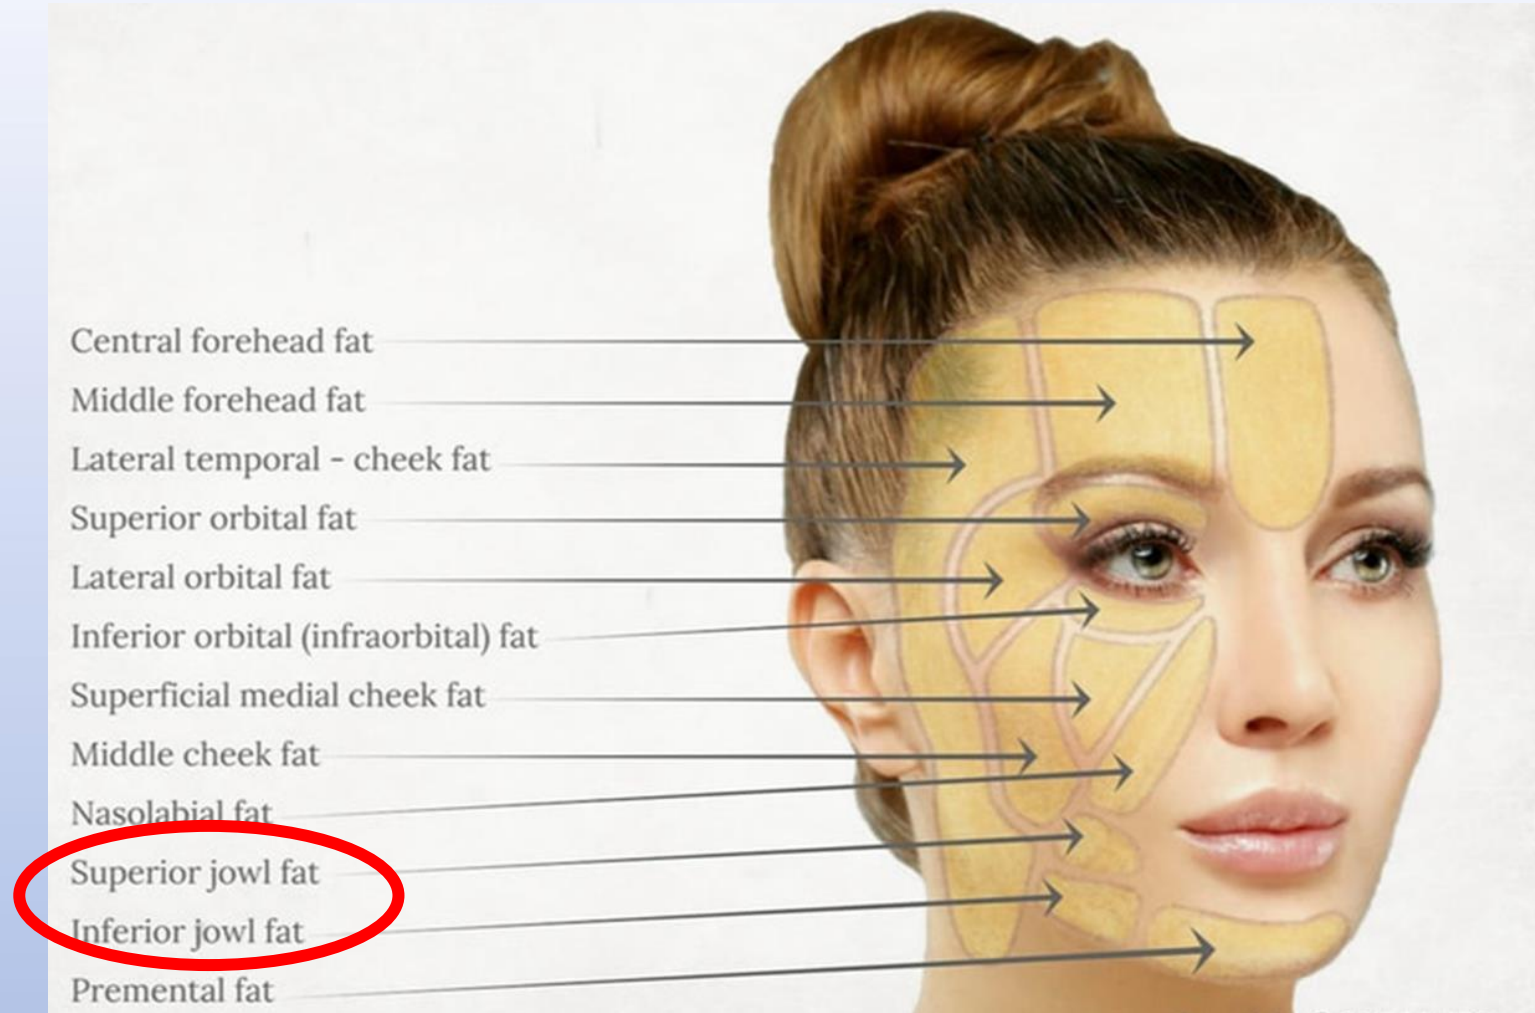 Central forehead fat
Middle forehead fat
Lateral temporal - cheek fat
Superior orbital fat
Lateral orbital fat
Inferior orbital (infraorbital) fat
Superficial medial cheek fat
Middle cheek fat
Nasolabial fat
Superior jowl fat
Inferior jowl fat
Premental fat